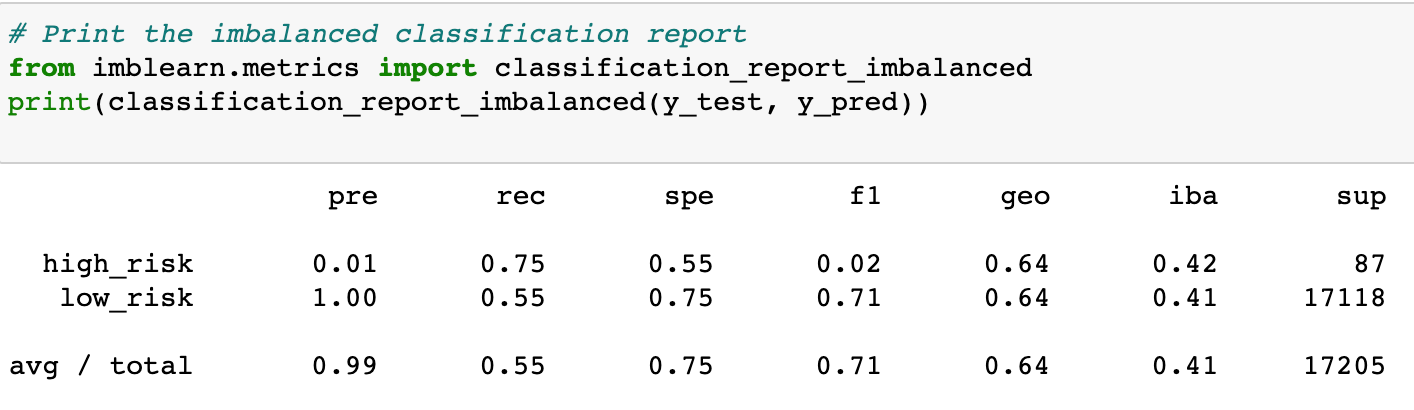 # Print the imbalanced classification report
from imblearn.metrics import classification_report_imbalanced
print(classification_report_imbalanced(y_test, y_pred))
pre rec spe f1 geo iba sup
high_risk 0.01 0.75 0.55 0.02 0.64 0.42 87
low_risk 1.00 0.55 0.75 0.71 0.64 0.41 17118
avg / total 0.99 0.55 0.75 0.71 0.64 0.41 17205